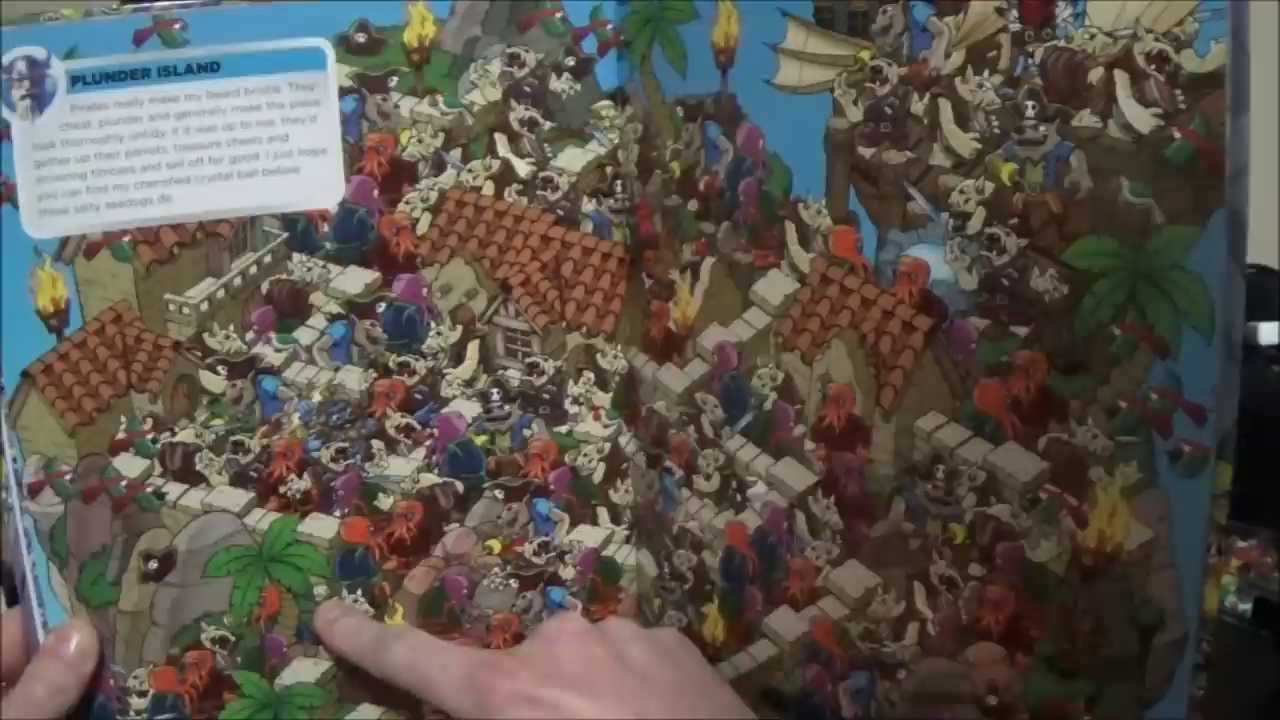 PLUNDER ISLAND
Pirates really make my beard bristle. They
cheat, plunder and generally make the place
look thoroughly untidy. If it was up to me, they'd
gather up their parrots, treasure chests and
shivering timbers and sail off for good. I just hope
you can find my cherished crystal ball before
these salty seadogs do.